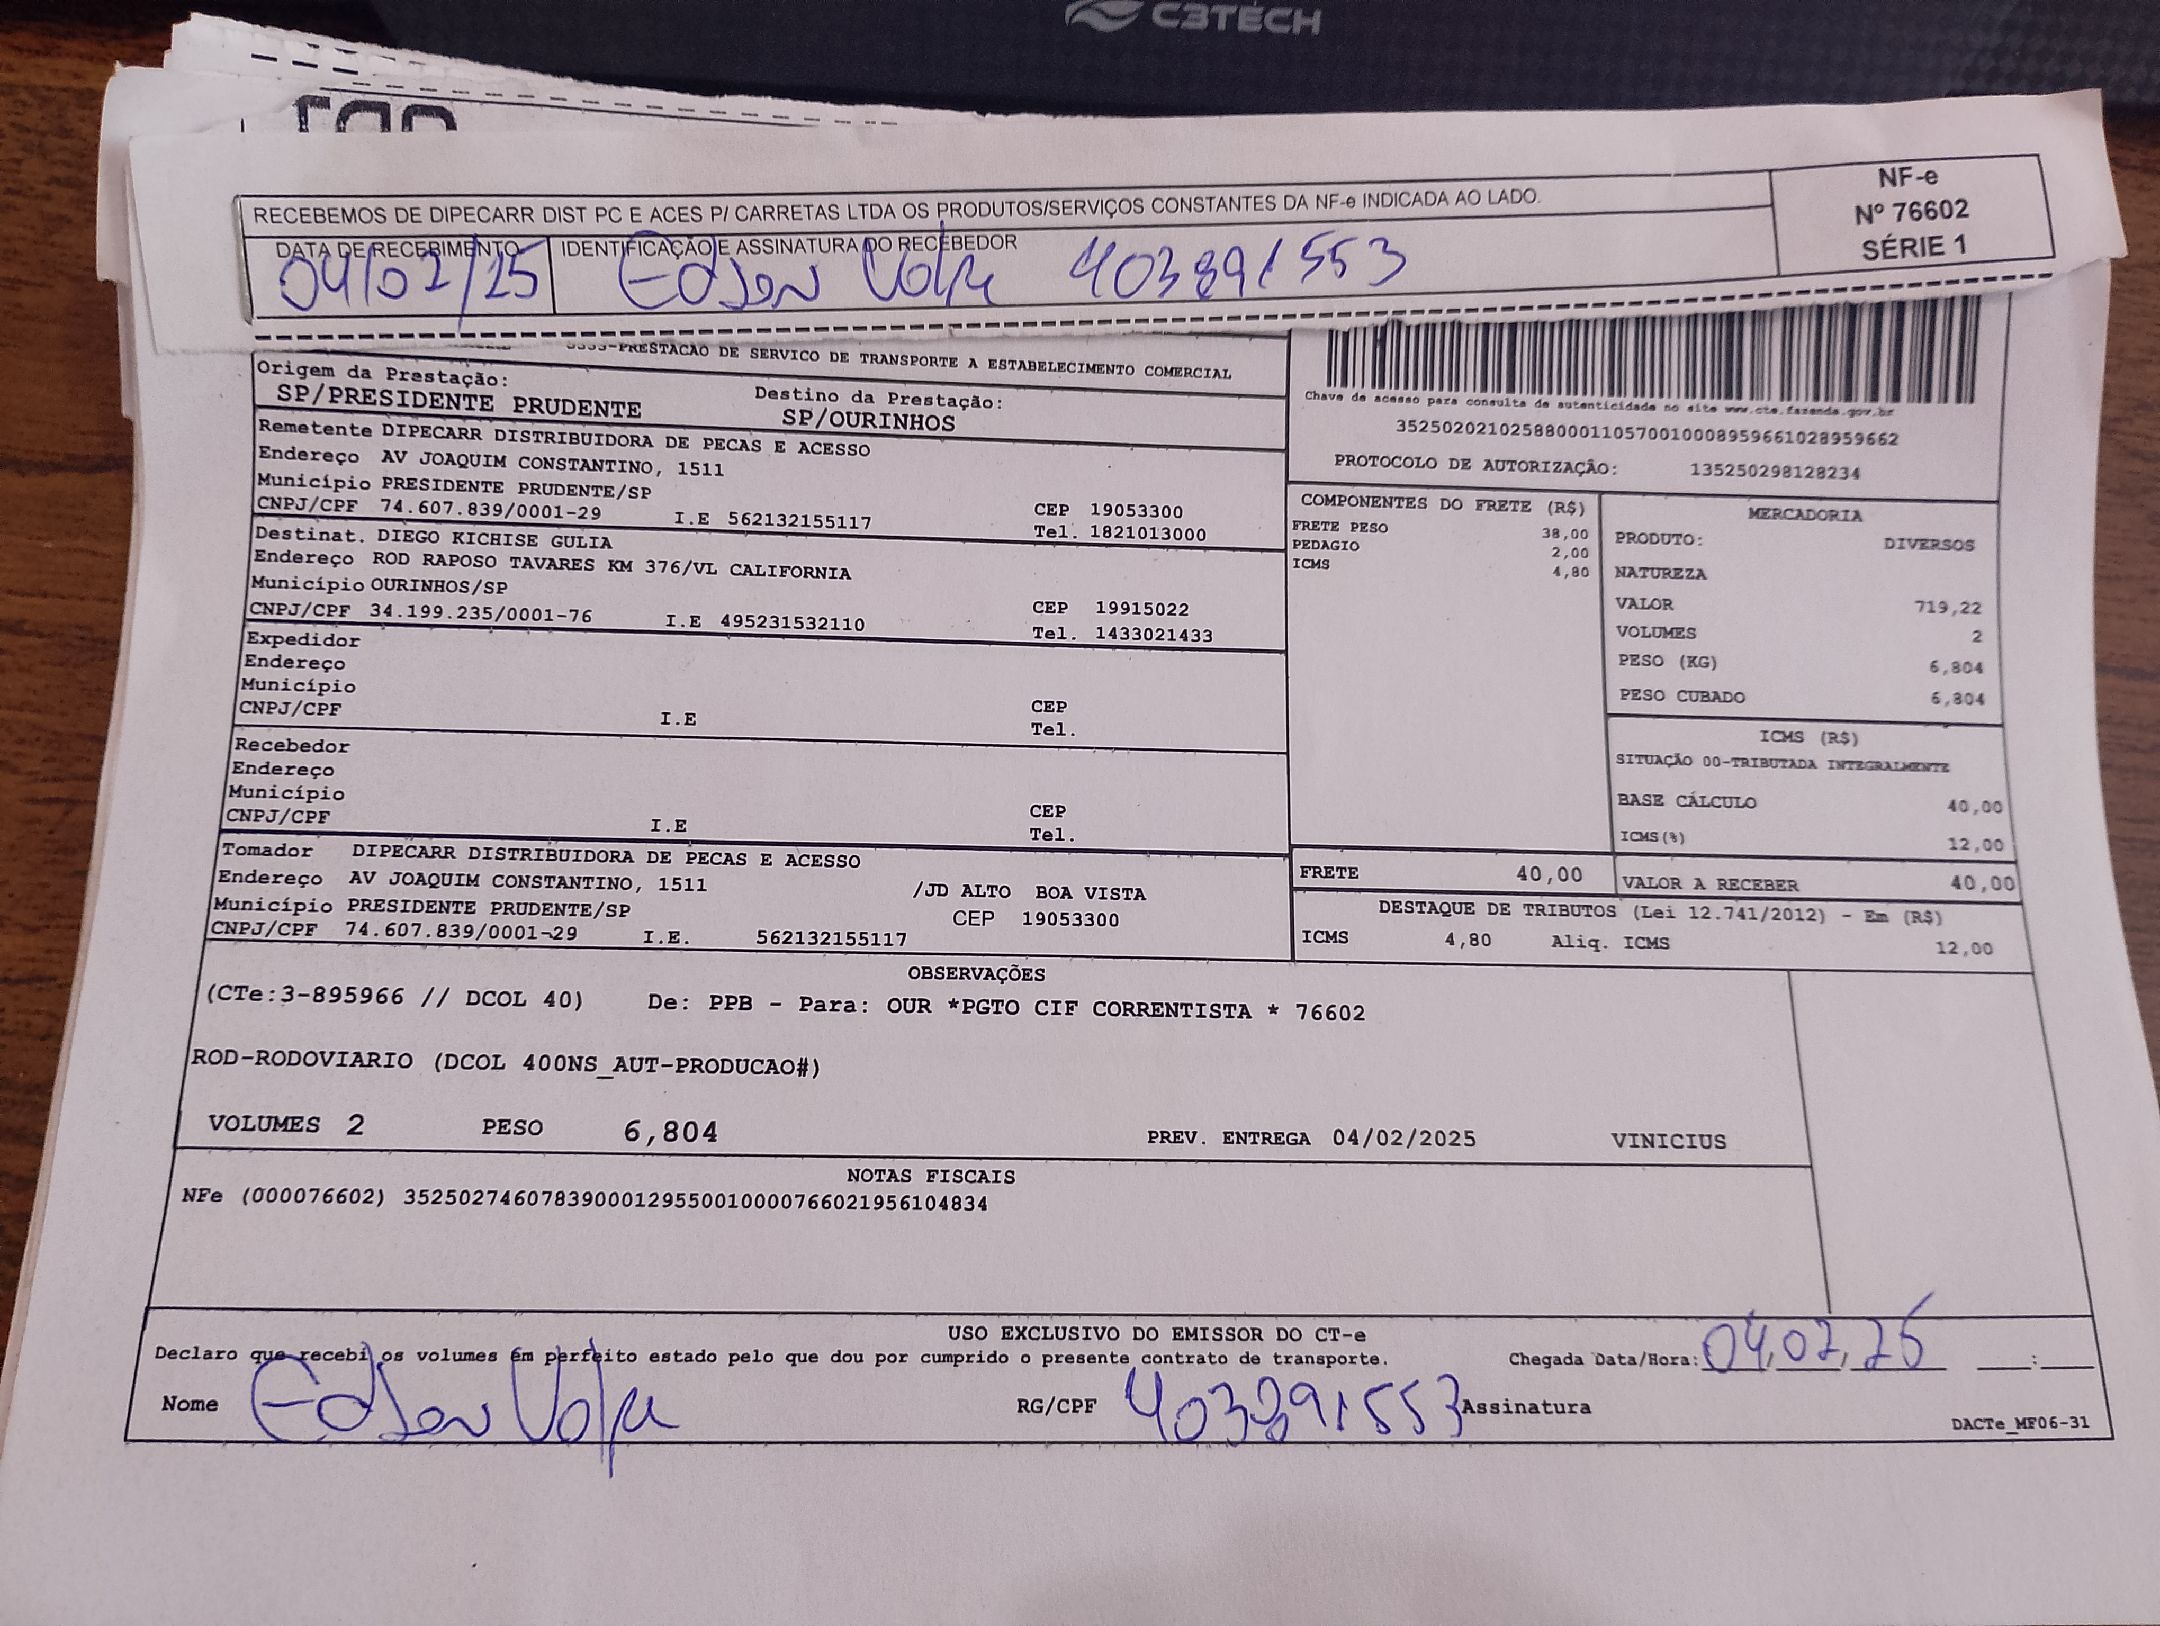 C3TECH
RECEBEMOS DE DIPECARR DIST PC E ACES P/ CARRETAS LTDA OS PRODUTOS/SERVIÇOS CONSTANTES DA NF-e INDICADA AO LADO.
NF-e
Nº 76602
SÉRIE 1
DATA DE RECEBIMENTO IDENTIFICAÇÃO E ASSINATURA DO RECEBEDOR
04/02/25 Edson 403891553
-PRESTACAO DE SERVICO DE TRANSPORTE A ESTABELECIMENTO COMERCIAL
Origem da Prestação: Destino da Prestação:
SP/PRESIDENTE PRUDENTE SP/OURINHOS
Remetente DIPECARR DISTRIBUIDORA DE PECAS E ACESSO
Endereço AV JOAQUIM CONSTANTINO, 1511
Município PRESIDENTE PRUDENTE/SP CEP 19053300
CNPJ/CPF 74.607.839/0001-29 I.E 562132155117 Tel. 1821013000
Destinat. DIEGO KICHISE GULIA
Endereço ROD RAPOSO TAVARES KM 376/VL CALIFORNIA
Município OURINHOS/SP CEP 19915022
CNPJ/CPF 34.199.235/0001-76 I.E 495231532110 Tel. 1433021433
Expedidor
Endereço
Município CEP
CNPJ/CPF I.E Tel.
Recebedor
Endereço
Município CEP
CNPJ/CPF I.E Tel.
Tomador DIPECARR DISTRIBUIDORA DE PECAS E ACESSO
Endereço AV JOAQUIM CONSTANTINO, 1511 /JD ALTO BOA VISTA
Município PRESIDENTE PRUDENTE/SP CEP 19053300
CNPJ/CPF 74.607.839/0001-29 I.E. 562132155117
Chave de acesso para consulta de autenticidade no site www.cte.fazenda.gov.br
35250202102588000110570010008959661028959662
PROTOCOLO DE AUTORIZAÇÃO: 135250298128234
COMPONENTES DO FRETE (R$)
FRETE PESO 38,00
PEDAGIO 2,00
ICMS 4,80
MERCADORIA
PRODUTO: DIVERSOS
NATUREZA
VALOR 719,22
VOLUMES 2
PESO (KG) 6,804
PESO CUBADO 6,804
ICMS (R$)
SITUAÇÃO 00-TRIBUTADA INTEGRALMENTE
BASE CÁLCULO 40,00
ICMS(%) 12,00
FRETE 40,00 VALOR A RECEBER 40,00
DESTAQUE DE TRIBUTOS (Lei 12.741/2012) - Em (R$)
ICMS 4,80 Aliq. ICMS 12,00
OBSERVAÇÕES
(CTe:3-895966 // DCOL 40) De: PPB - Para: OUR *PGTO CIF CORRENTISTA * 76602
ROD-RODOVIARIO (DCOL 400NS_AUT-PRODUCAO#)
VOLUMES 2 PESO 6,804 PREV. ENTREGA 04/02/2025 VINICIUS
NOTAS FISCAIS
NFe (000076602) 35250274607839000129550010000766021956104834
USO EXCLUSIVO DO EMISSOR DO CT-e
Declaro que recebi os volumes em perfeito estado pelo que dou por cumprido o presente contrato de transporte. Chegada Data/Hora: 04,02,25 __:__
Nome Edson RG/CPF 403891553 Assinatura
DACTe_MF06-31